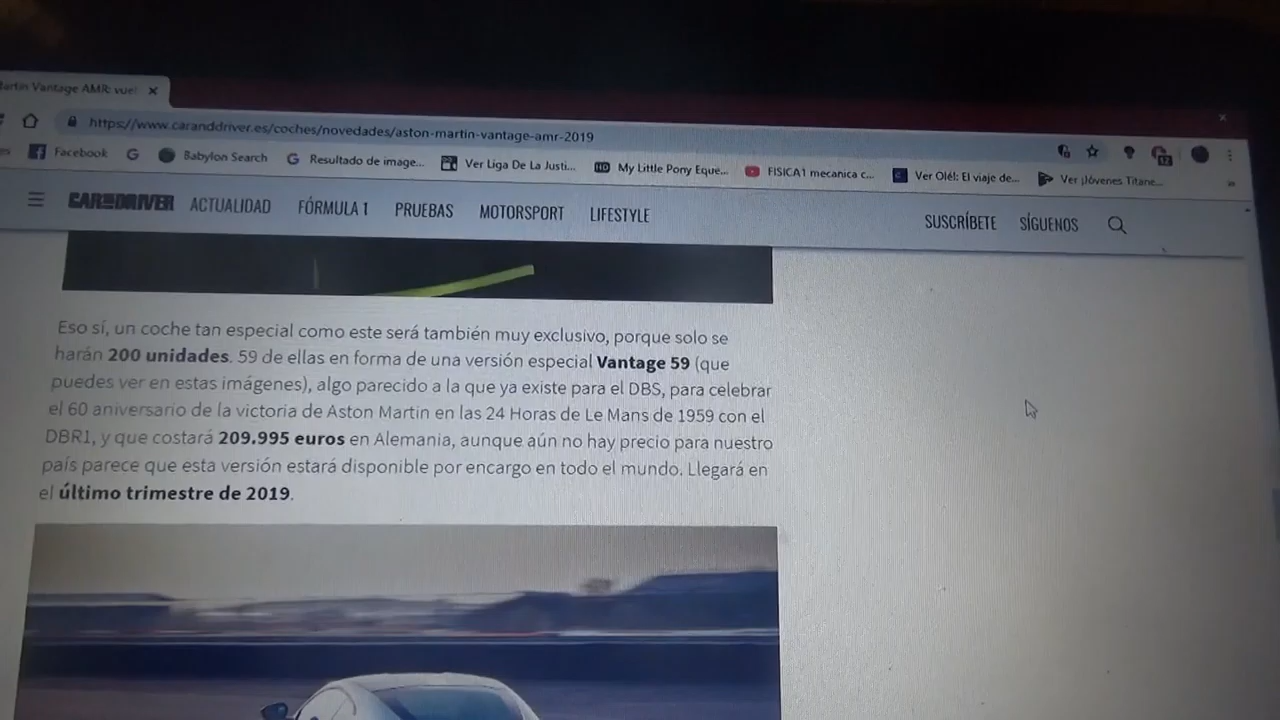 Martin Vantage AMR: vuel
https://www.caranddriver.es/coches/novedades/aston-martin-vantage-amr-2019
es Facebook Babylon Search Resultado de image... Ver Liga De La Justi... My Little Pony Eque... FISICA1 mecanica c... Ver Olé!: El viaje de... Ver ¡Jóvenes Titane...
CAR AND DRIVER ACTUALIDAD FÓRMULA 1 PRUEBAS MOTORSPORT LIFESTYLE SUSCRÍBETE SÍGUENOS
Eso sí, un coche tan especial como este será también muy exclusivo, porque solo se
harán 200 unidades. 59 de ellas en forma de una versión especial Vantage 59 (que
puedes ver en estas imágenes), algo parecido a la que ya existe para el DBS, para celebrar
el 60 aniversario de la victoria de Aston Martin en las 24 Horas de Le Mans de 1959 con el
DBR1, y que costará 209.995 euros en Alemania, aunque aún no hay precio para nuestro
país parece que esta versión estará disponible por encargo en todo el mundo. Llegará en
el último trimestre de 2019.